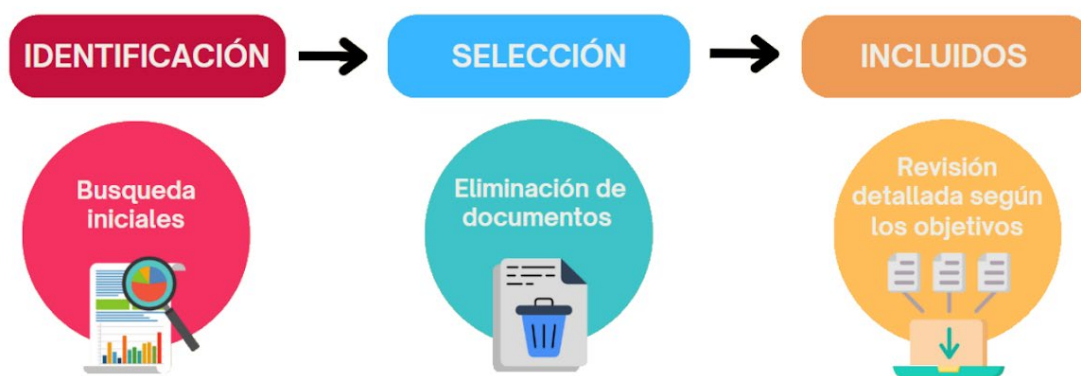 IDENTIFICACIÓN
SELECCIÓN
INCLUIDOS
Busqueda
iniciales
Eliminación de
documentos
Revisión
detallada según
los objetivos